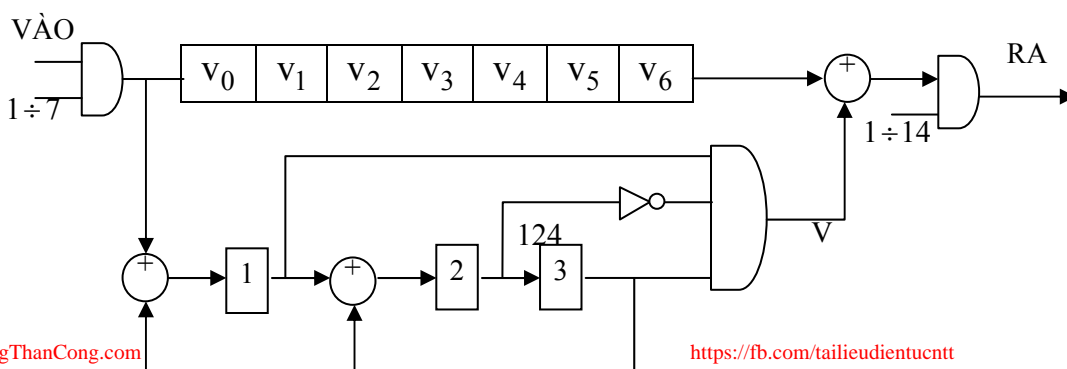 VÀO
1÷7
v0 v1 v2 v3 v4 v5 v6
+
RA
1÷14
124
V
+
1
+
2
3
gThanCong.com
https://fb.com/tailieudientucntt